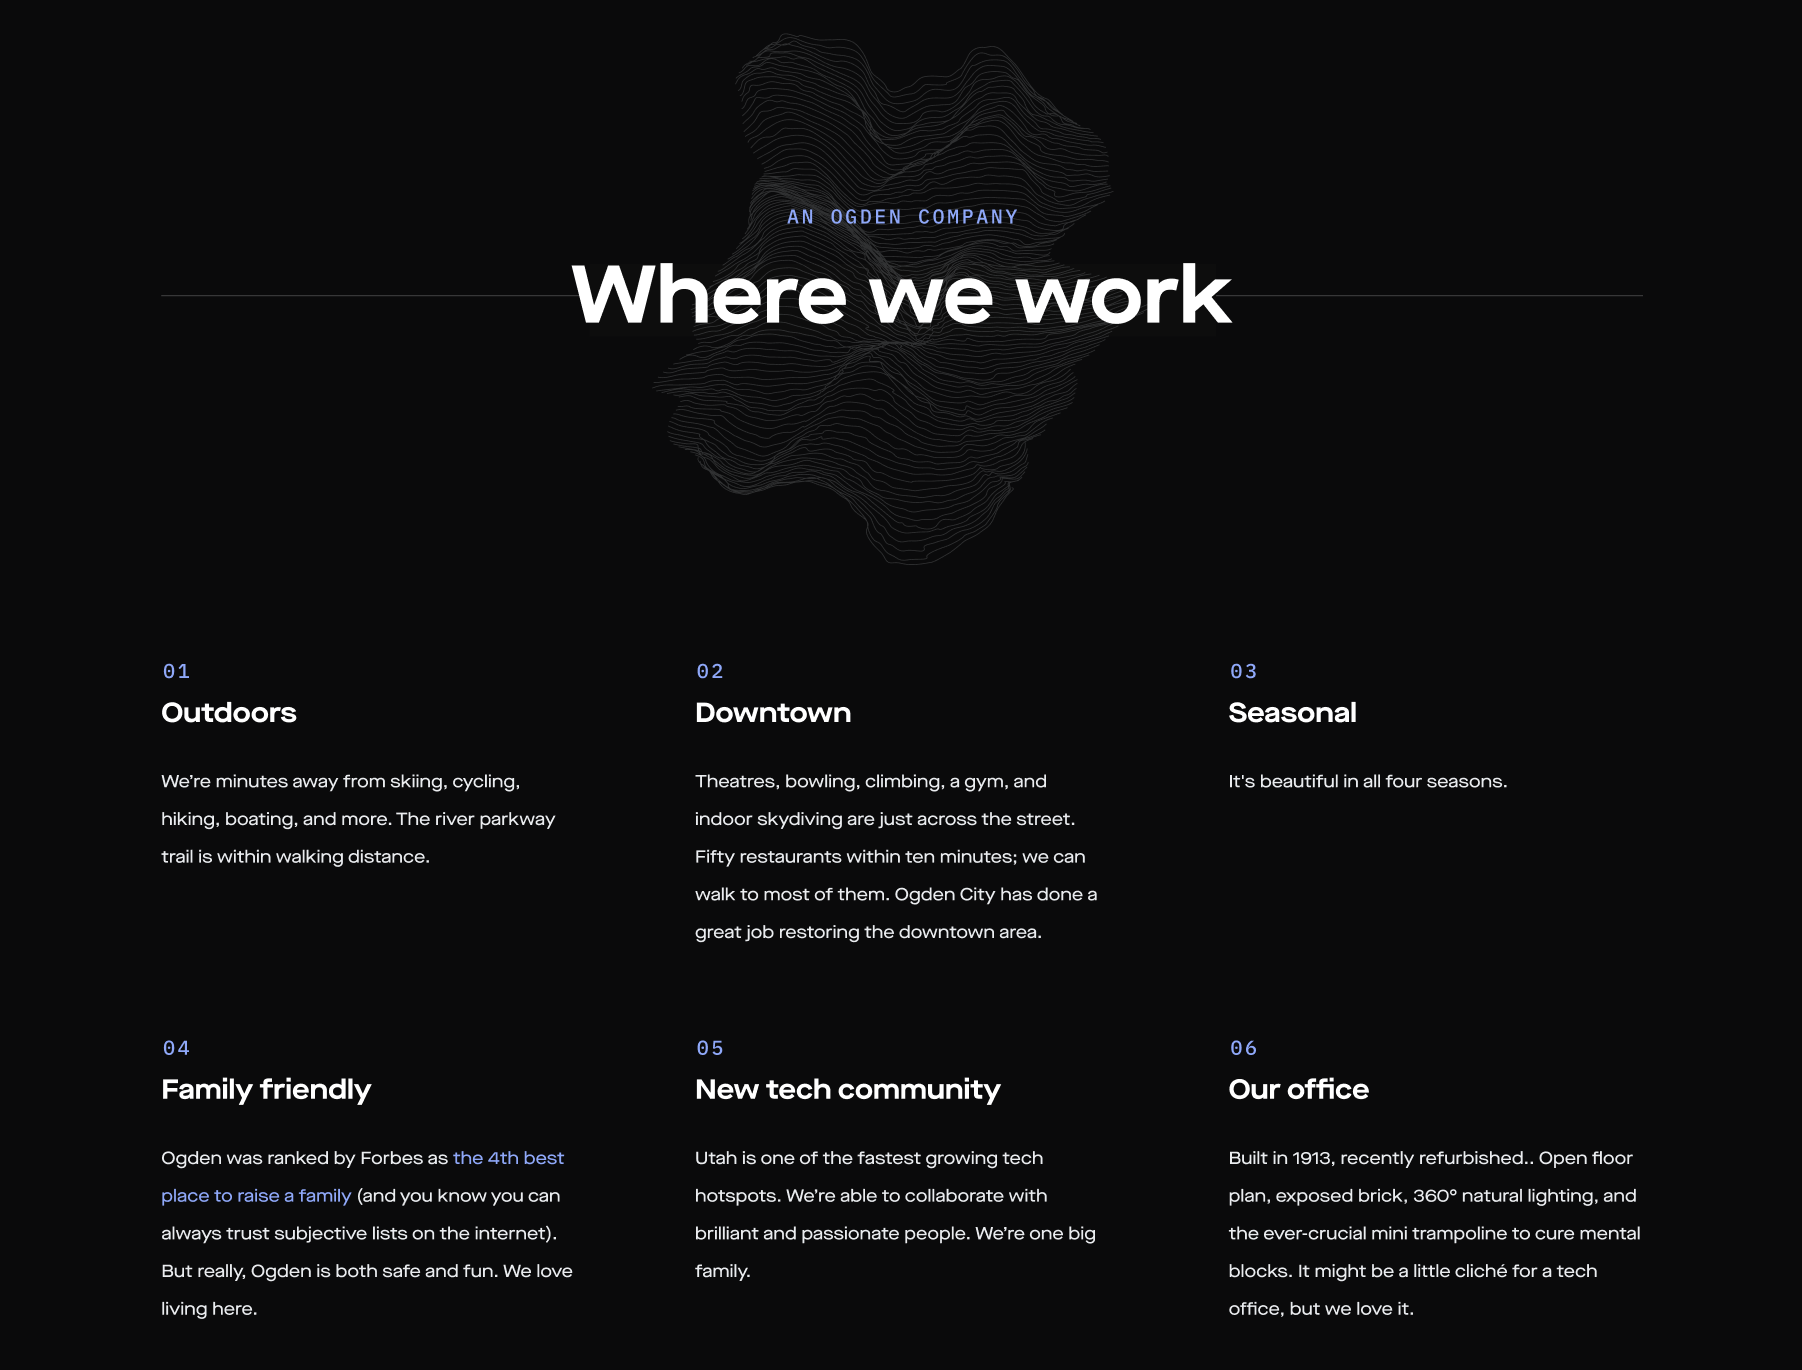 AN OGDEN COMPANY
Where we work
01
Outdoors
We’re minutes away from skiing, cycling,
hiking, boating, and more. The river parkway
trail is within walking distance.
02
Downtown
Theatres, bowling, climbing, a gym, and
indoor skydiving are just across the street.
Fifty restaurants within ten minutes; we can
walk to most of them. Ogden City has done a
great job restoring the downtown area.
03
Seasonal
It's beautiful in all four seasons.
04
Family friendly
Ogden was ranked by Forbes as the 4th best
place to raise a family (and you know you can
always trust subjective lists on the internet).
But really, Ogden is both safe and fun. We love
living here.
05
New tech community
Utah is one of the fastest growing tech
hotspots. We’re able to collaborate with
brilliant and passionate people. We’re one big
family.
06
Our office
Built in 1913, recently refurbished.. Open floor
plan, exposed brick, 360° natural lighting, and
the ever-crucial mini trampoline to cure mental
blocks. It might be a little cliché for a tech
office, but we love it.